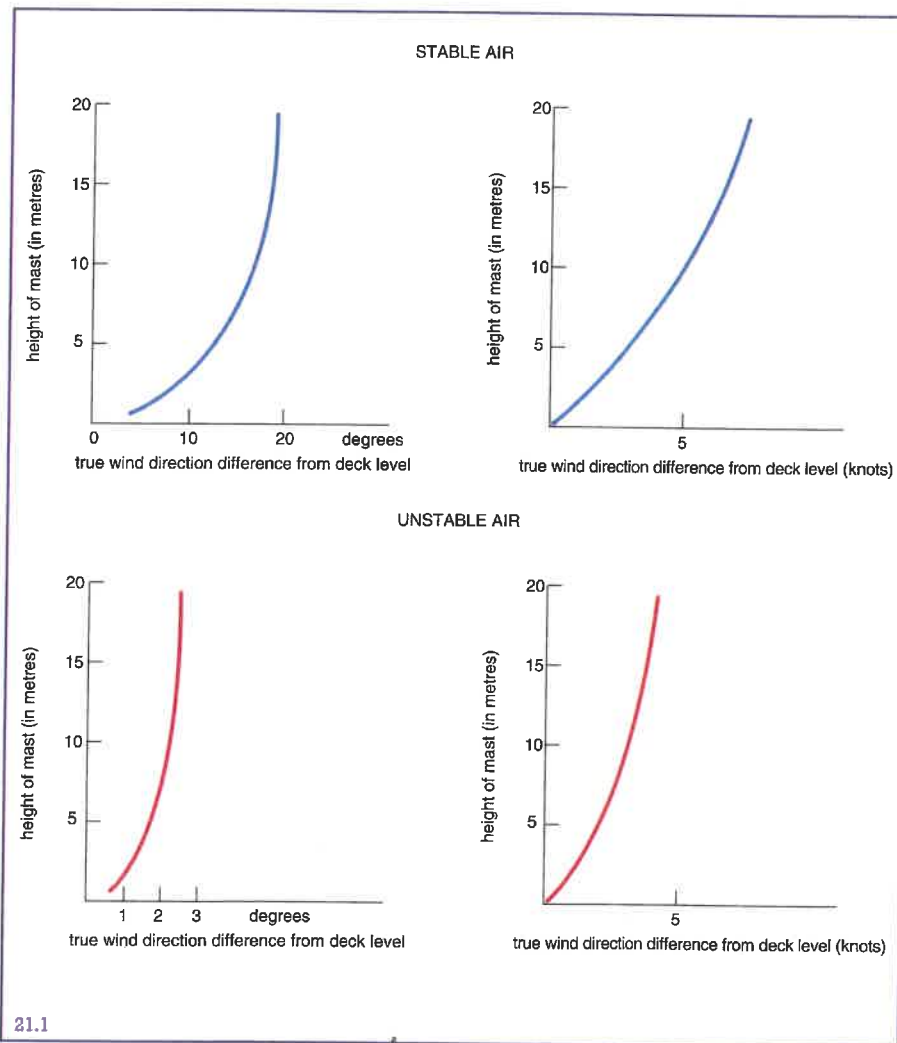 STABLE AIR
20
15
10
5
height of mast (in metres)
0 10 20 degrees
true wind direction difference from deck level
20
15
10
5
height of mast (in metres)
5
true wind direction difference from deck level (knots)
UNSTABLE AIR
20
15
10
5
height of mast (in metres)
1 2 3 degrees
true wind direction difference from deck level
20
15
10
5
height of mast (in metres)
5
true wind direction difference from deck level (knots)
21.1